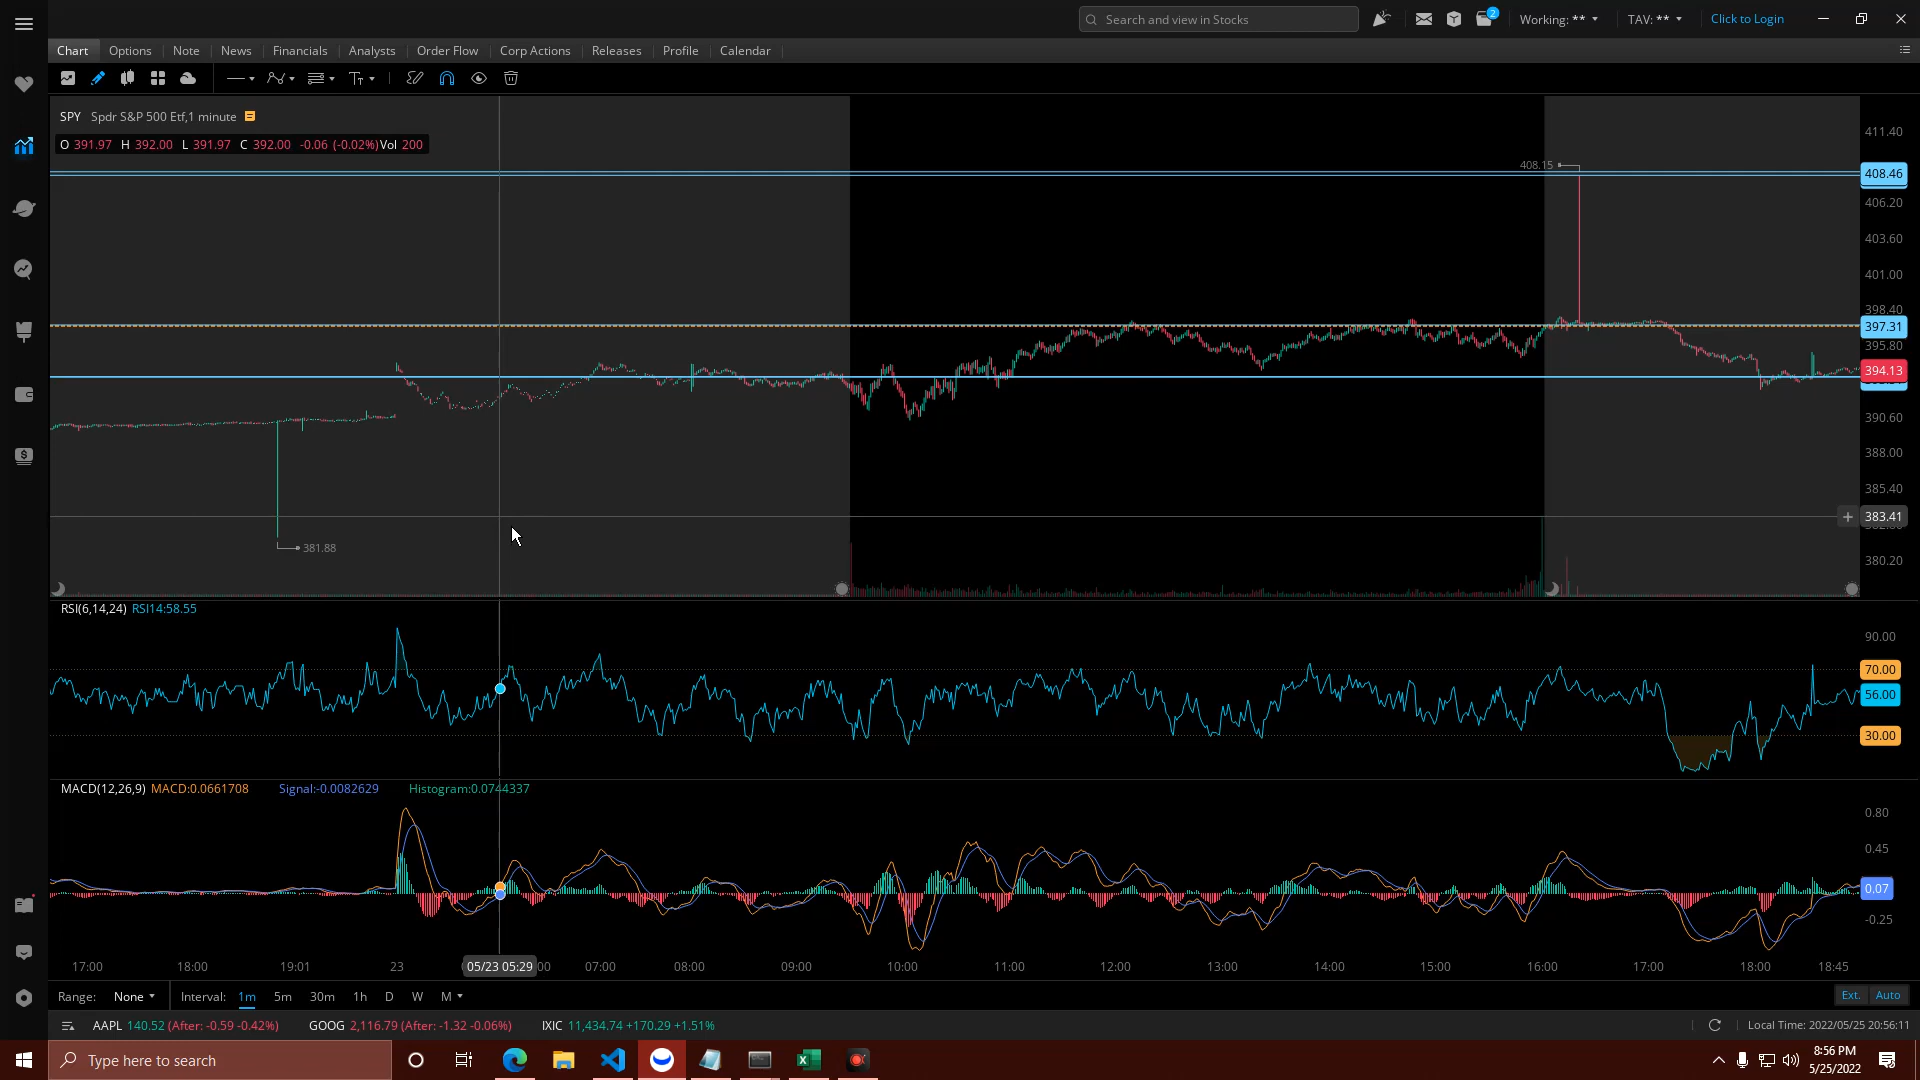 Search and view in Stocks
2
Working: **
TAV: **
Click to Login
Chart
Options
Note
News
Financials
Analysts
Order Flow
Corp Actions
Releases
Profile
Calendar
SPY Spdr S&P 500 Etf,1 minute
O 391.97 H 392.00 L 391.97 C 392.00 -0.06 (-0.02%)Vol 200
411.40
408.15
408.46
406.20
403.60
401.00
398.40
397.31
395.80
394.13
390.60
388.00
385.40
383.41
381.88
380.20
RSI(6,14,24) RSI14:58.55
90.00
70.00
56.00
30.00
MACD(12,26,9) MACD:0.0661708 Signal:-0.0082629 Histogram:0.0744337
0.80
0.45
0.07
-0.25
17:00 18:00 19:01 23 05/23 05:29 07:00 08:00 09:00 10:00 11:00 12:00 13:00 14:00 15:00 16:00 17:00 18:00 18:45
Range: None Interval: 1m 5m 30m 1h D W M
Ext. Auto
AAPL 140.52 (After: -0.59 -0.42%) GOOG 2,116.79 (After: -1.32 -0.06%) IXIC 11,434.74 +170.29 +1.51%
Local Time: 2022/05/25 20:56:11
Type here to search
8:56 PM
5/25/2022